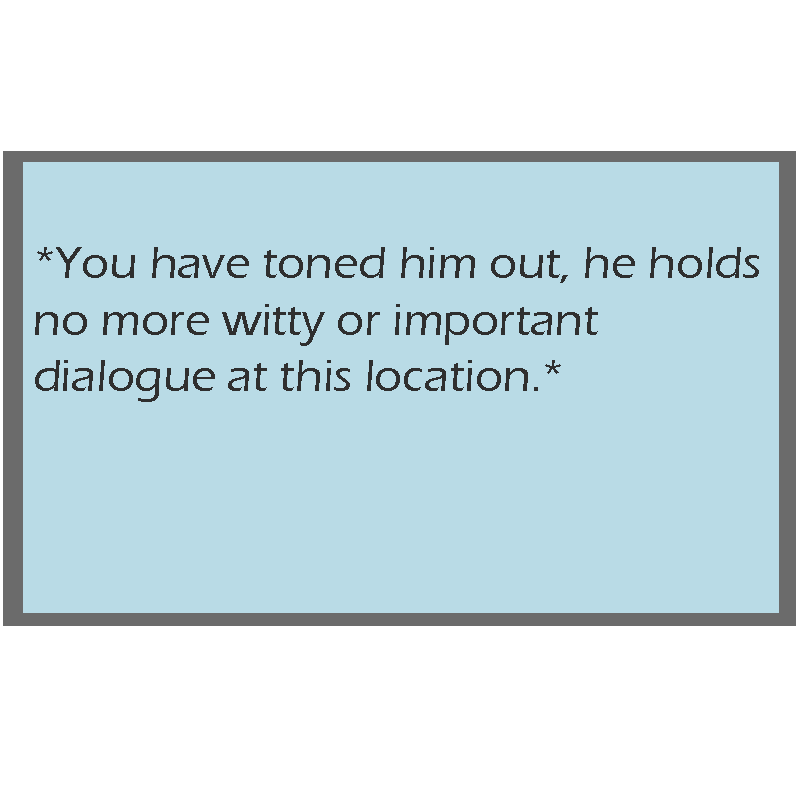 *You have toned him out, he holds
no more witty or important
dialogue at this location.*